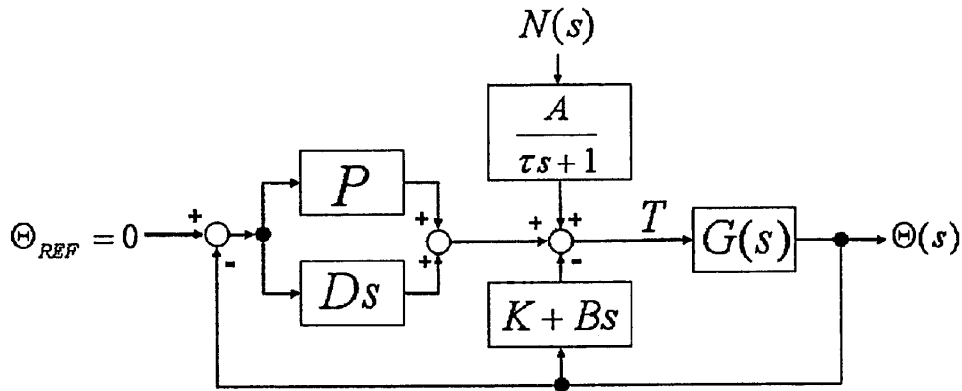 N(s)
A
τs+1
P
+
+
+
+
T
G(s)
Θ(s)
Θ_REF = 0
+
-
+
-
Ds
K + Bs
-